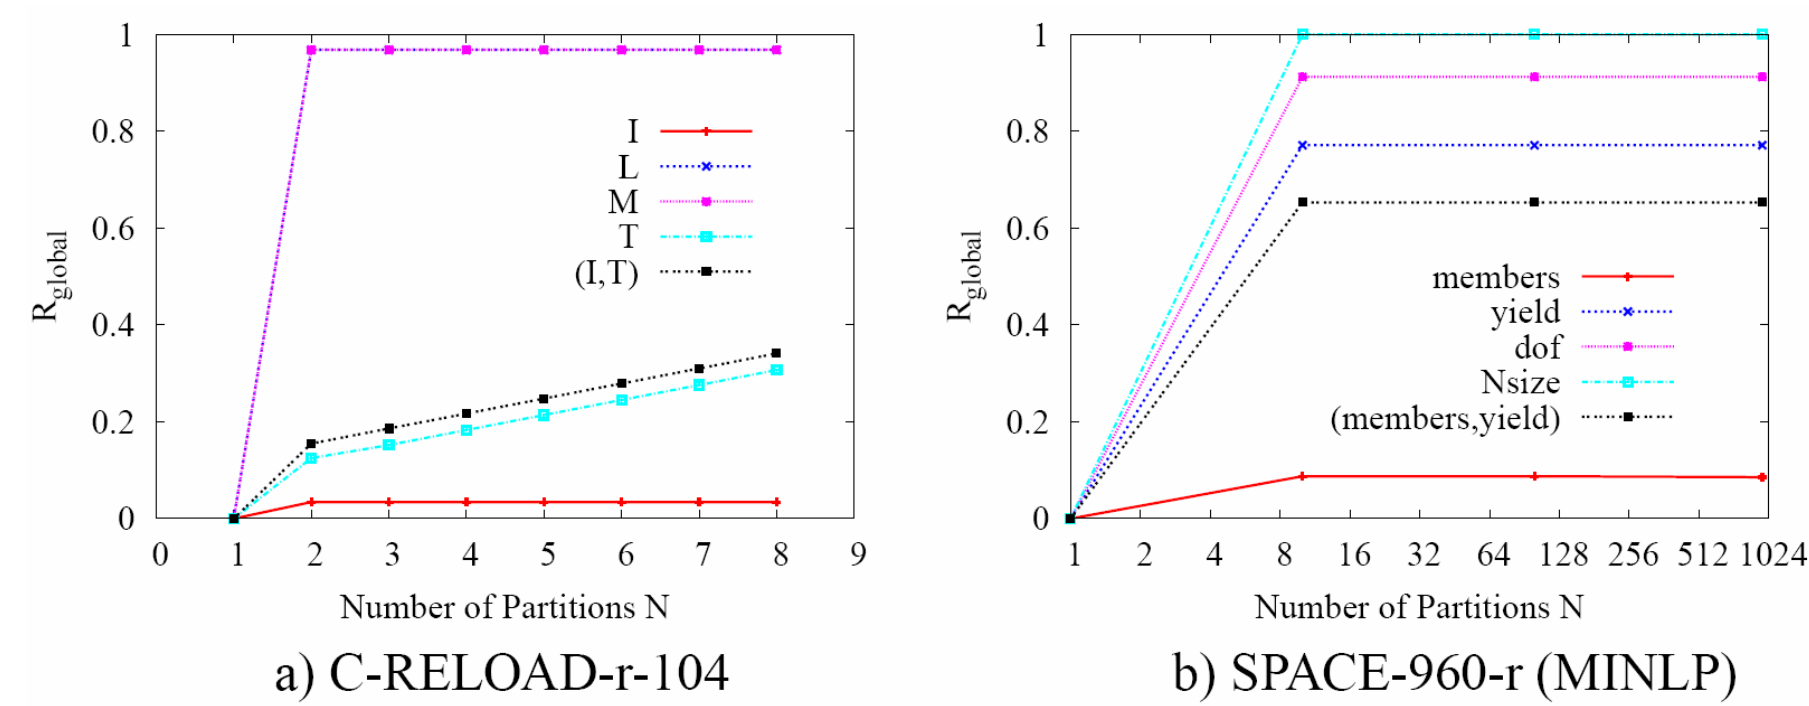 1
0.8
0.6
0.4
0.2
0
R_global
I
L
M
T
(I,T)
0 1 2 3 4 5 6 7 8 9
Number of Partitions N
a) C-RELOAD-r-104
1
0.8
0.6
0.4
0.2
0
R_global
members
yield
dof
Nsize
(members,yield)
1 2 4 8 16 32 64 128 256 512 1024
Number of Partitions N
b) SPACE-960-r (MINLP)